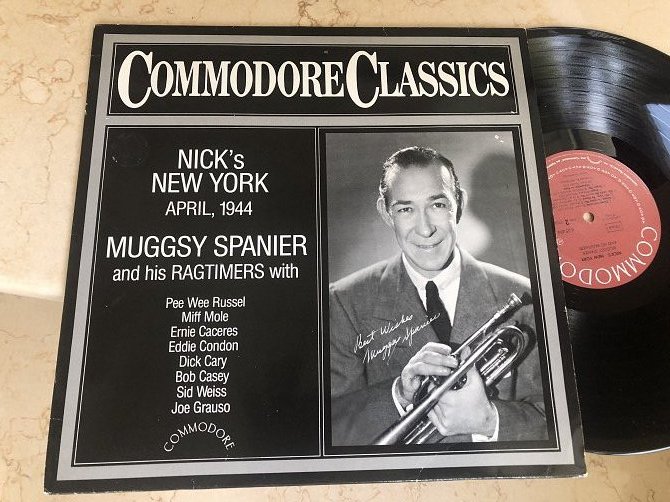 COMMODORE CLASSICS
NICK's
NEW YORK
APRIL, 1944
MUGGSY SPANIER
and his RAGTIMERS with
Pee Wee Russel
Miff Mole
Ernie Caceres
Eddie Condon
Dick Cary
Bob Casey
Sid Weiss
Joe Grauso
COMMODORE
Best Wishes
Muggsy Spanier
COMMODORE